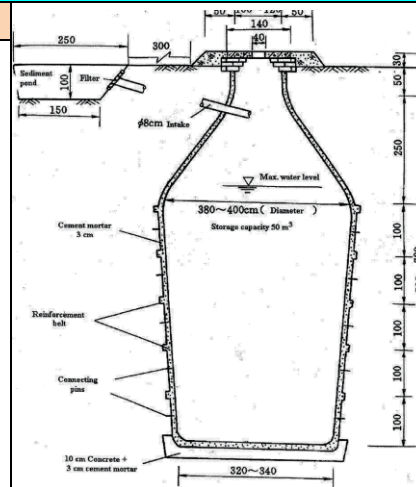 50
50
140
40
250
300
30
Sediment
pend
100
Filter
50
150
ϕ8cm Intake
Max. water level
250
380～400cm( Diameter )
Storage capacity 50 m³
Cement mortar
3 cm
100
100
Reinforcement
belt
100
100
Connecting
pins
100
10 cm Concrete +
3 cm cement mortar
320～340